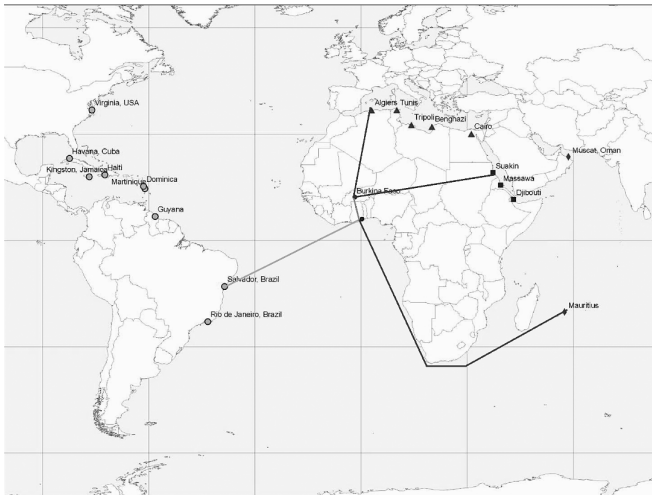 Virginia, USA
Algiers Tunis
Tripoli
Benghazi
Cairo
Havana, Cuba
Kingston, Jamaica
Haiti
Martinique
Dominica
Muscat, Oman
Suakin
Massawa
Burkina Faso
Djibouti
Guyana
Salvador, Brazil
Mauritius
Rio de Janeiro, Brazil